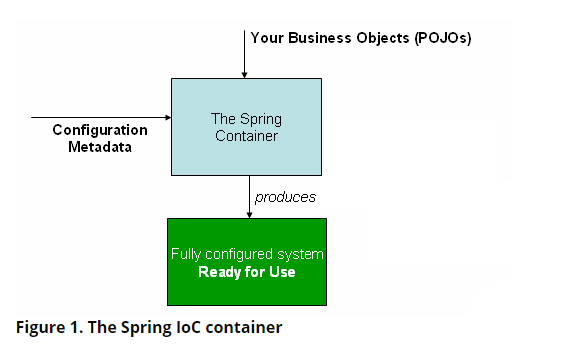 Your Business Objects (POJOs)
The Spring
Container
Configuration
Metadata
produces
Fully configured system
Ready for Use
Figure 1. The Spring IoC container